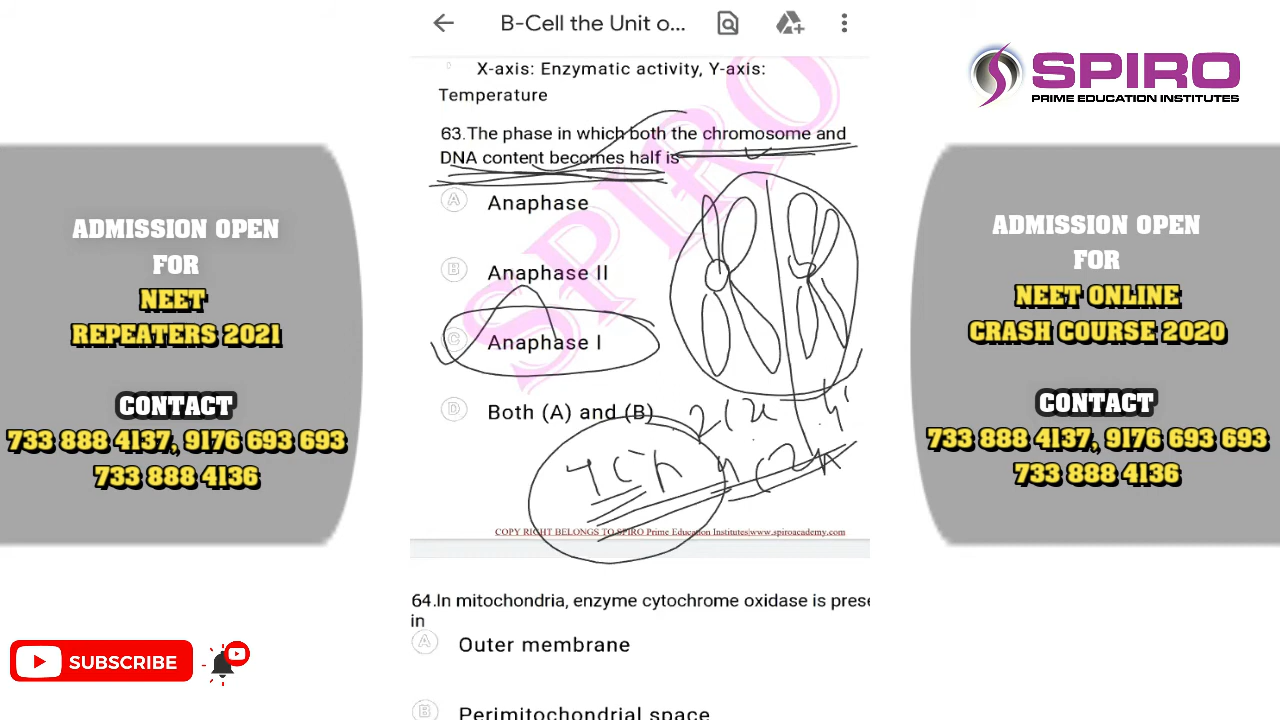 B-Cell the Unit o...
SPIRO
PRIME EDUCATION INSTITUTES
X-axis: Enzymatic activity, Y-axis:
Temperature
63.The phase in which both the chromosome and
DNA content becomes half is
A Anaphase
B Anaphase II
C Anaphase I
D Both (A) and (B)
SPIRO
COPY RIGHT BELONGS TO SPIRO Prime Education Institutes|www.spiroacademy.com
64.In mitochondria, enzyme cytochrome oxidase is prese
in
A Outer membrane
B Perimitochondrial space
ADMISSION OPEN
FOR
NEET
REPEATERS 2021
CONTACT
733 888 4137, 9176 693 693
733 888 4136
ADMISSION OPEN
FOR
NEET ONLINE
CRASH COURSE 2020
CONTACT
733 888 4137, 9176 693 693
733 888 4136
SUBSCRIBE